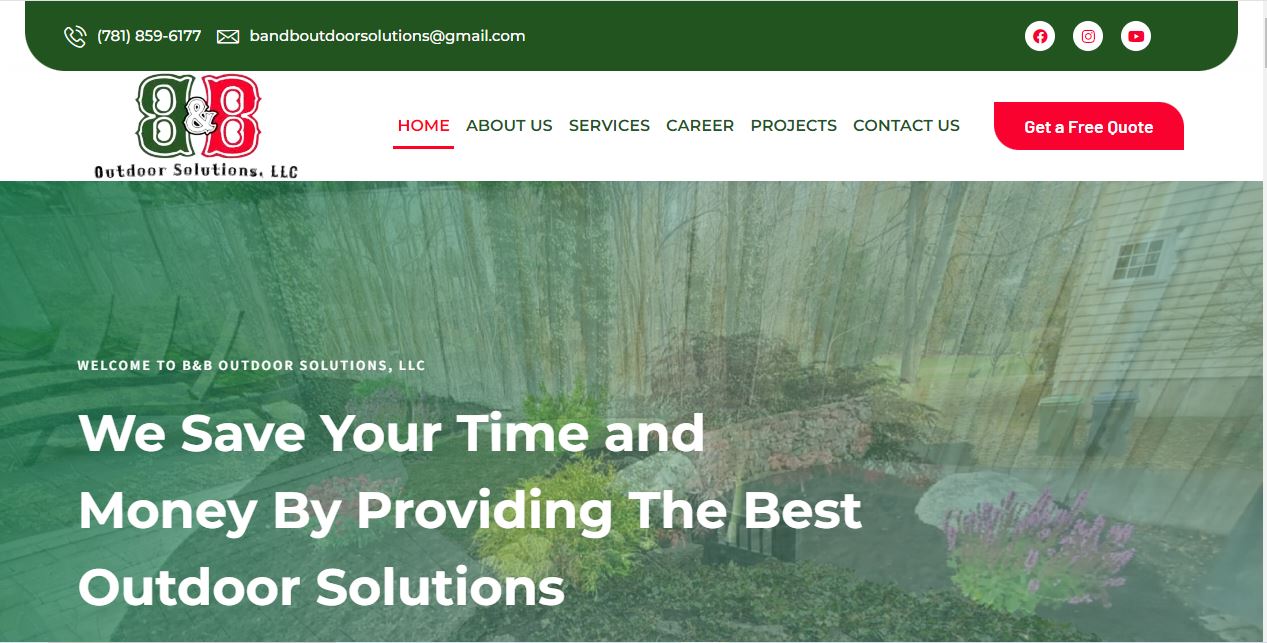 (781) 859-6177 bandboutdoorsolutions@gmail.com
B&B
Outdoor Solutions, LLC
HOME ABOUT US SERVICES CAREER PROJECTS CONTACT US Get a Free Quote
WELCOME TO B&B OUTDOOR SOLUTIONS, LLC
We Save Your Time and
Money By Providing The Best
Outdoor Solutions